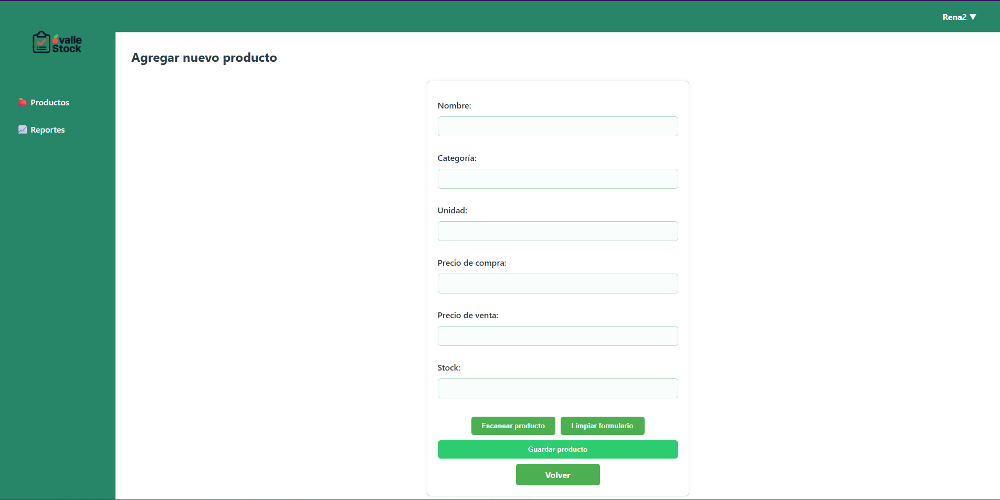 Rena2 ▼
valle
Stock
Productos
Reportes
Agregar nuevo producto
Nombre:
Categoría:
Unidad:
Precio de compra:
Precio de venta:
Stock:
Escanear producto
Limpiar formulario
Guardar producto
Volver